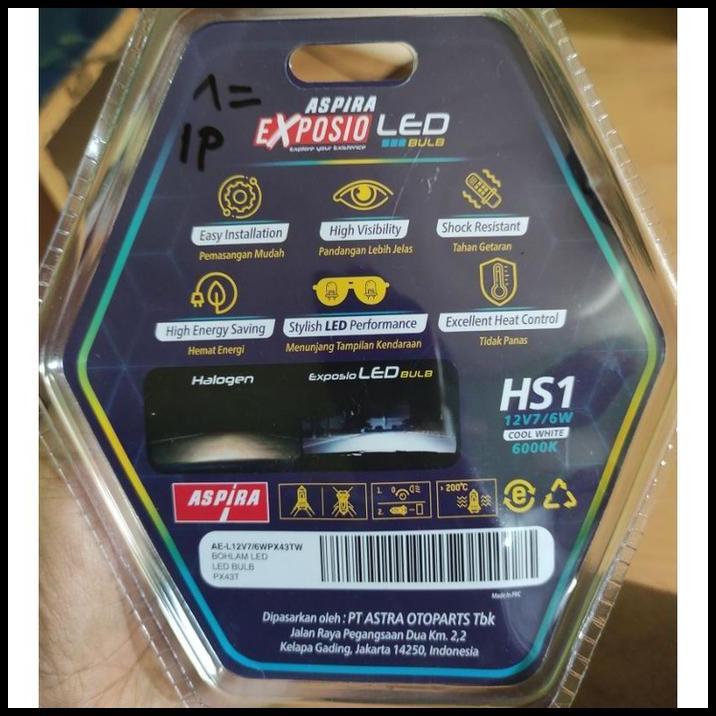 1=
1P
ASPIRA
EXPOSIO LED
Explore Your Existence BULB
Easy Installation
Pemasangan Mudah
High Visibility
Pandangan Lebih Jelas
Shock Resistant
Tahan Getaran
High Energy Saving
Hemat Energi
Stylish LED Performance
Menunjang Tampilan Kendaraan
Excellent Heat Control
Tidak Panas
Halogen
Exposio LED BULB
HS1
12V7/6W
COOL WHITE
6000K
ASPIRA
1.
2.
> 200°C
e
AE-L12V7/6WPX43TW
BOHLAM LED
LED BULB
PX43T
Made In PRC
Dipasarkan oleh : PT ASTRA OTOPARTS Tbk
Jalan Raya Pegangsaan Dua Km. 2,2
Kelapa Gading, Jakarta 14250, Indonesia